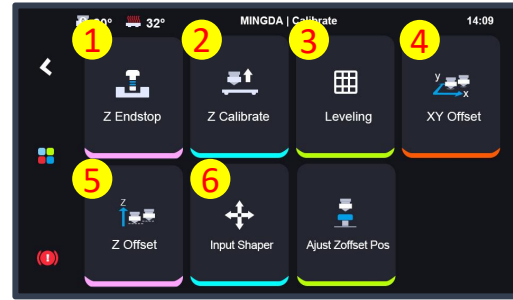 32° MINGDA | Calibrate 14:09
1 2 3 4
Z Endstop Z Calibrate Leveling XY Offset
y x
5 6
Z
Z Offset Input Shaper Ajust Zoffset Pos